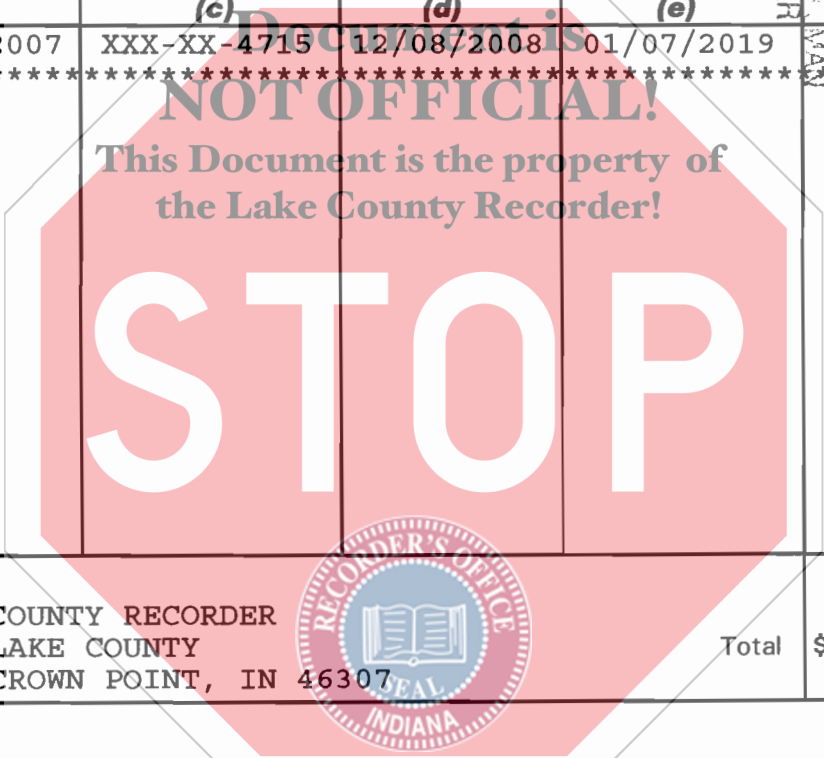 (c) (d) (e)
Document is
007 XXX-XX-4715 12/08/2008 01/07/2019
********************************************
NOT OFFICIAL!
This Document is the property of
the Lake County Recorder!
STOP
RECORDER'S OFFICE
SEAL
INDIANA
COUNTY RECORDER
LAKE COUNTY
CROWN POINT, IN 46307
Total $